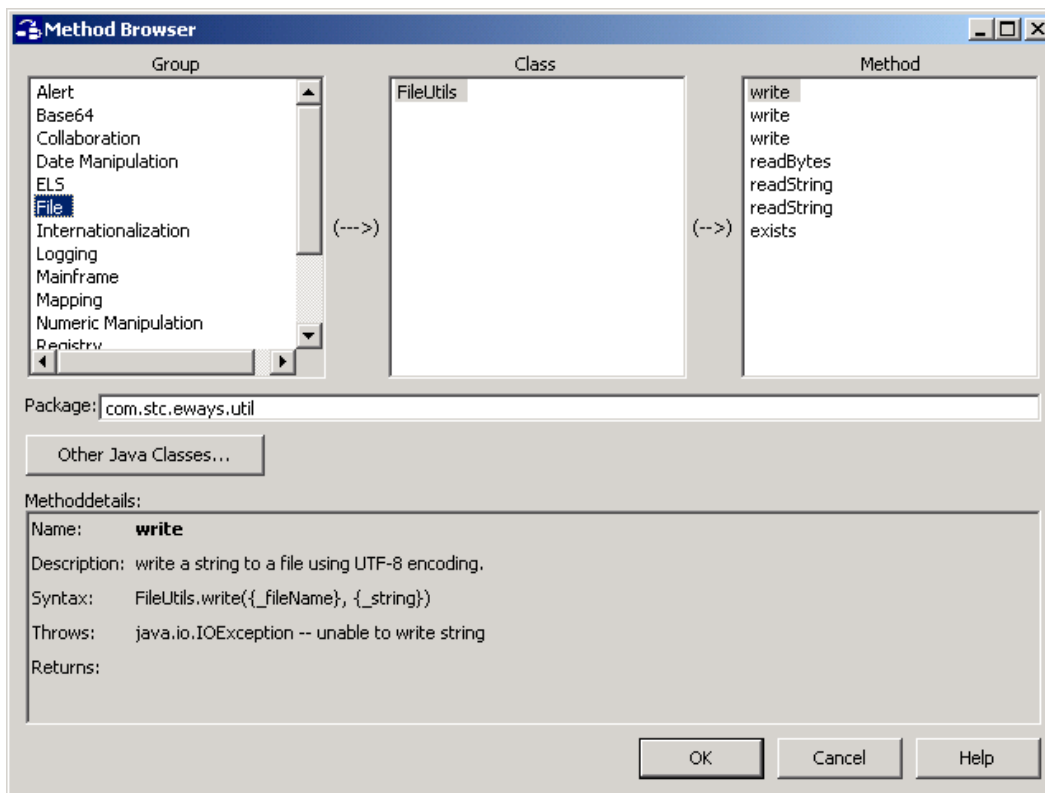 Method Browser
Group
Class
Method
Alert
Base64
Collaboration
Date Manipulation
ELS
File
Internationalization
Logging
Mainframe
Mapping
Numeric Manipulation
Registry
(--->)
FileUtils
(-->)
write
write
write
readBytes
readString
readString
exists
Package: com.stc.eways.util
Other Java Classes...
Methoddetails:
Name: write
Description: write a string to a file using UTF-8 encoding.
Syntax: FileUtils.write({_fileName}, {_string})
Throws: java.io.IOException -- unable to write string
Returns:
OK Cancel Help